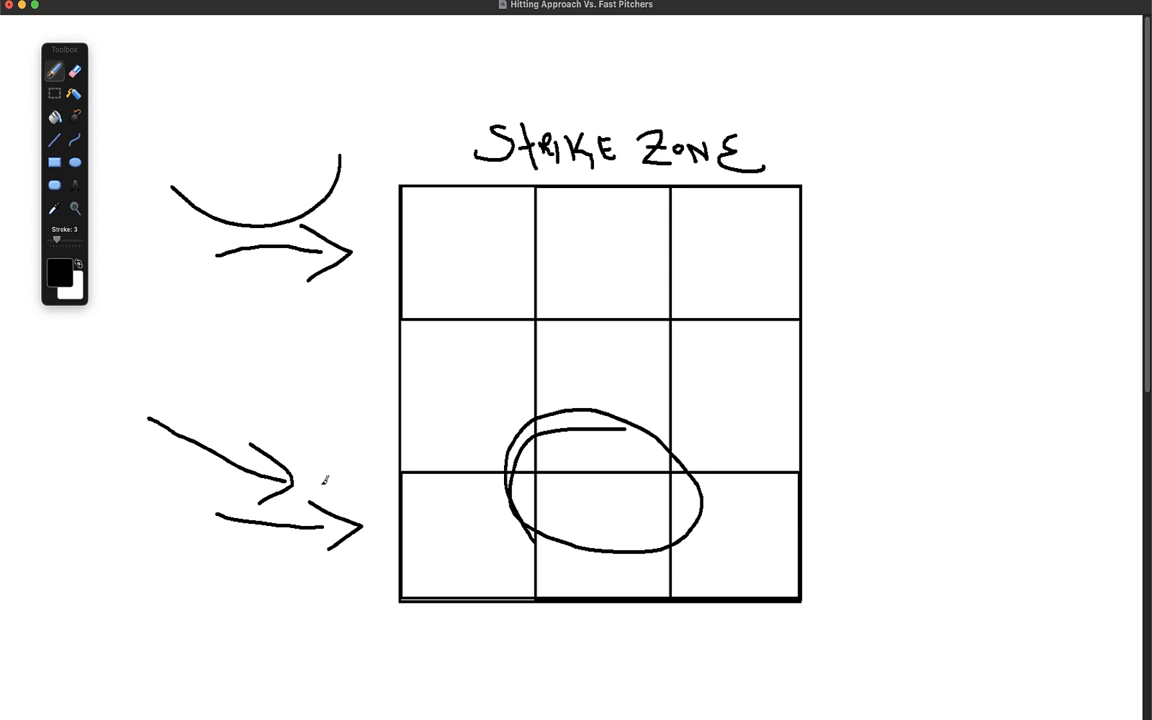 Hitting Approach Vs. Fast Pitchers
Toolbox
Stroke: 3
STRIKE ZONE